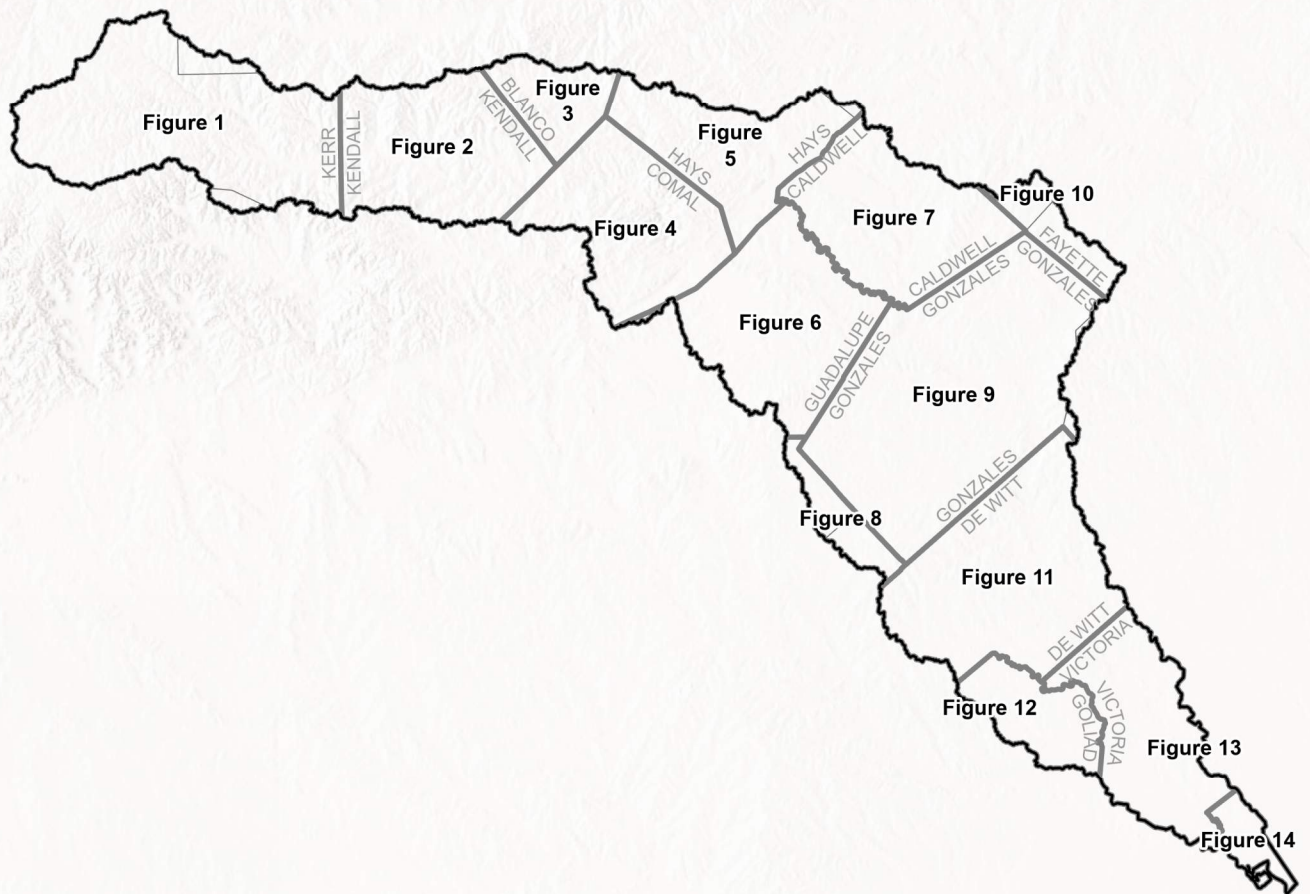 Figure 1
KERR
KENDALL
Figure 2
BLANCO
KENDALL
Figure
3
HAYS
COMAL
Figure 4
Figure
5
HAYS
CALDWELL
Figure 6
Figure 7
CALDWELL
GONZALES
GUADALUPE
GONZALES
Figure 10
FAYETTE
GONZALES
Figure 9
Figure 8
GONZALES
DE WITT
Figure 11
DE WITT
VICTORIA
Figure 12
VICTORIA
GOLIAD
Figure 13
Figure 14